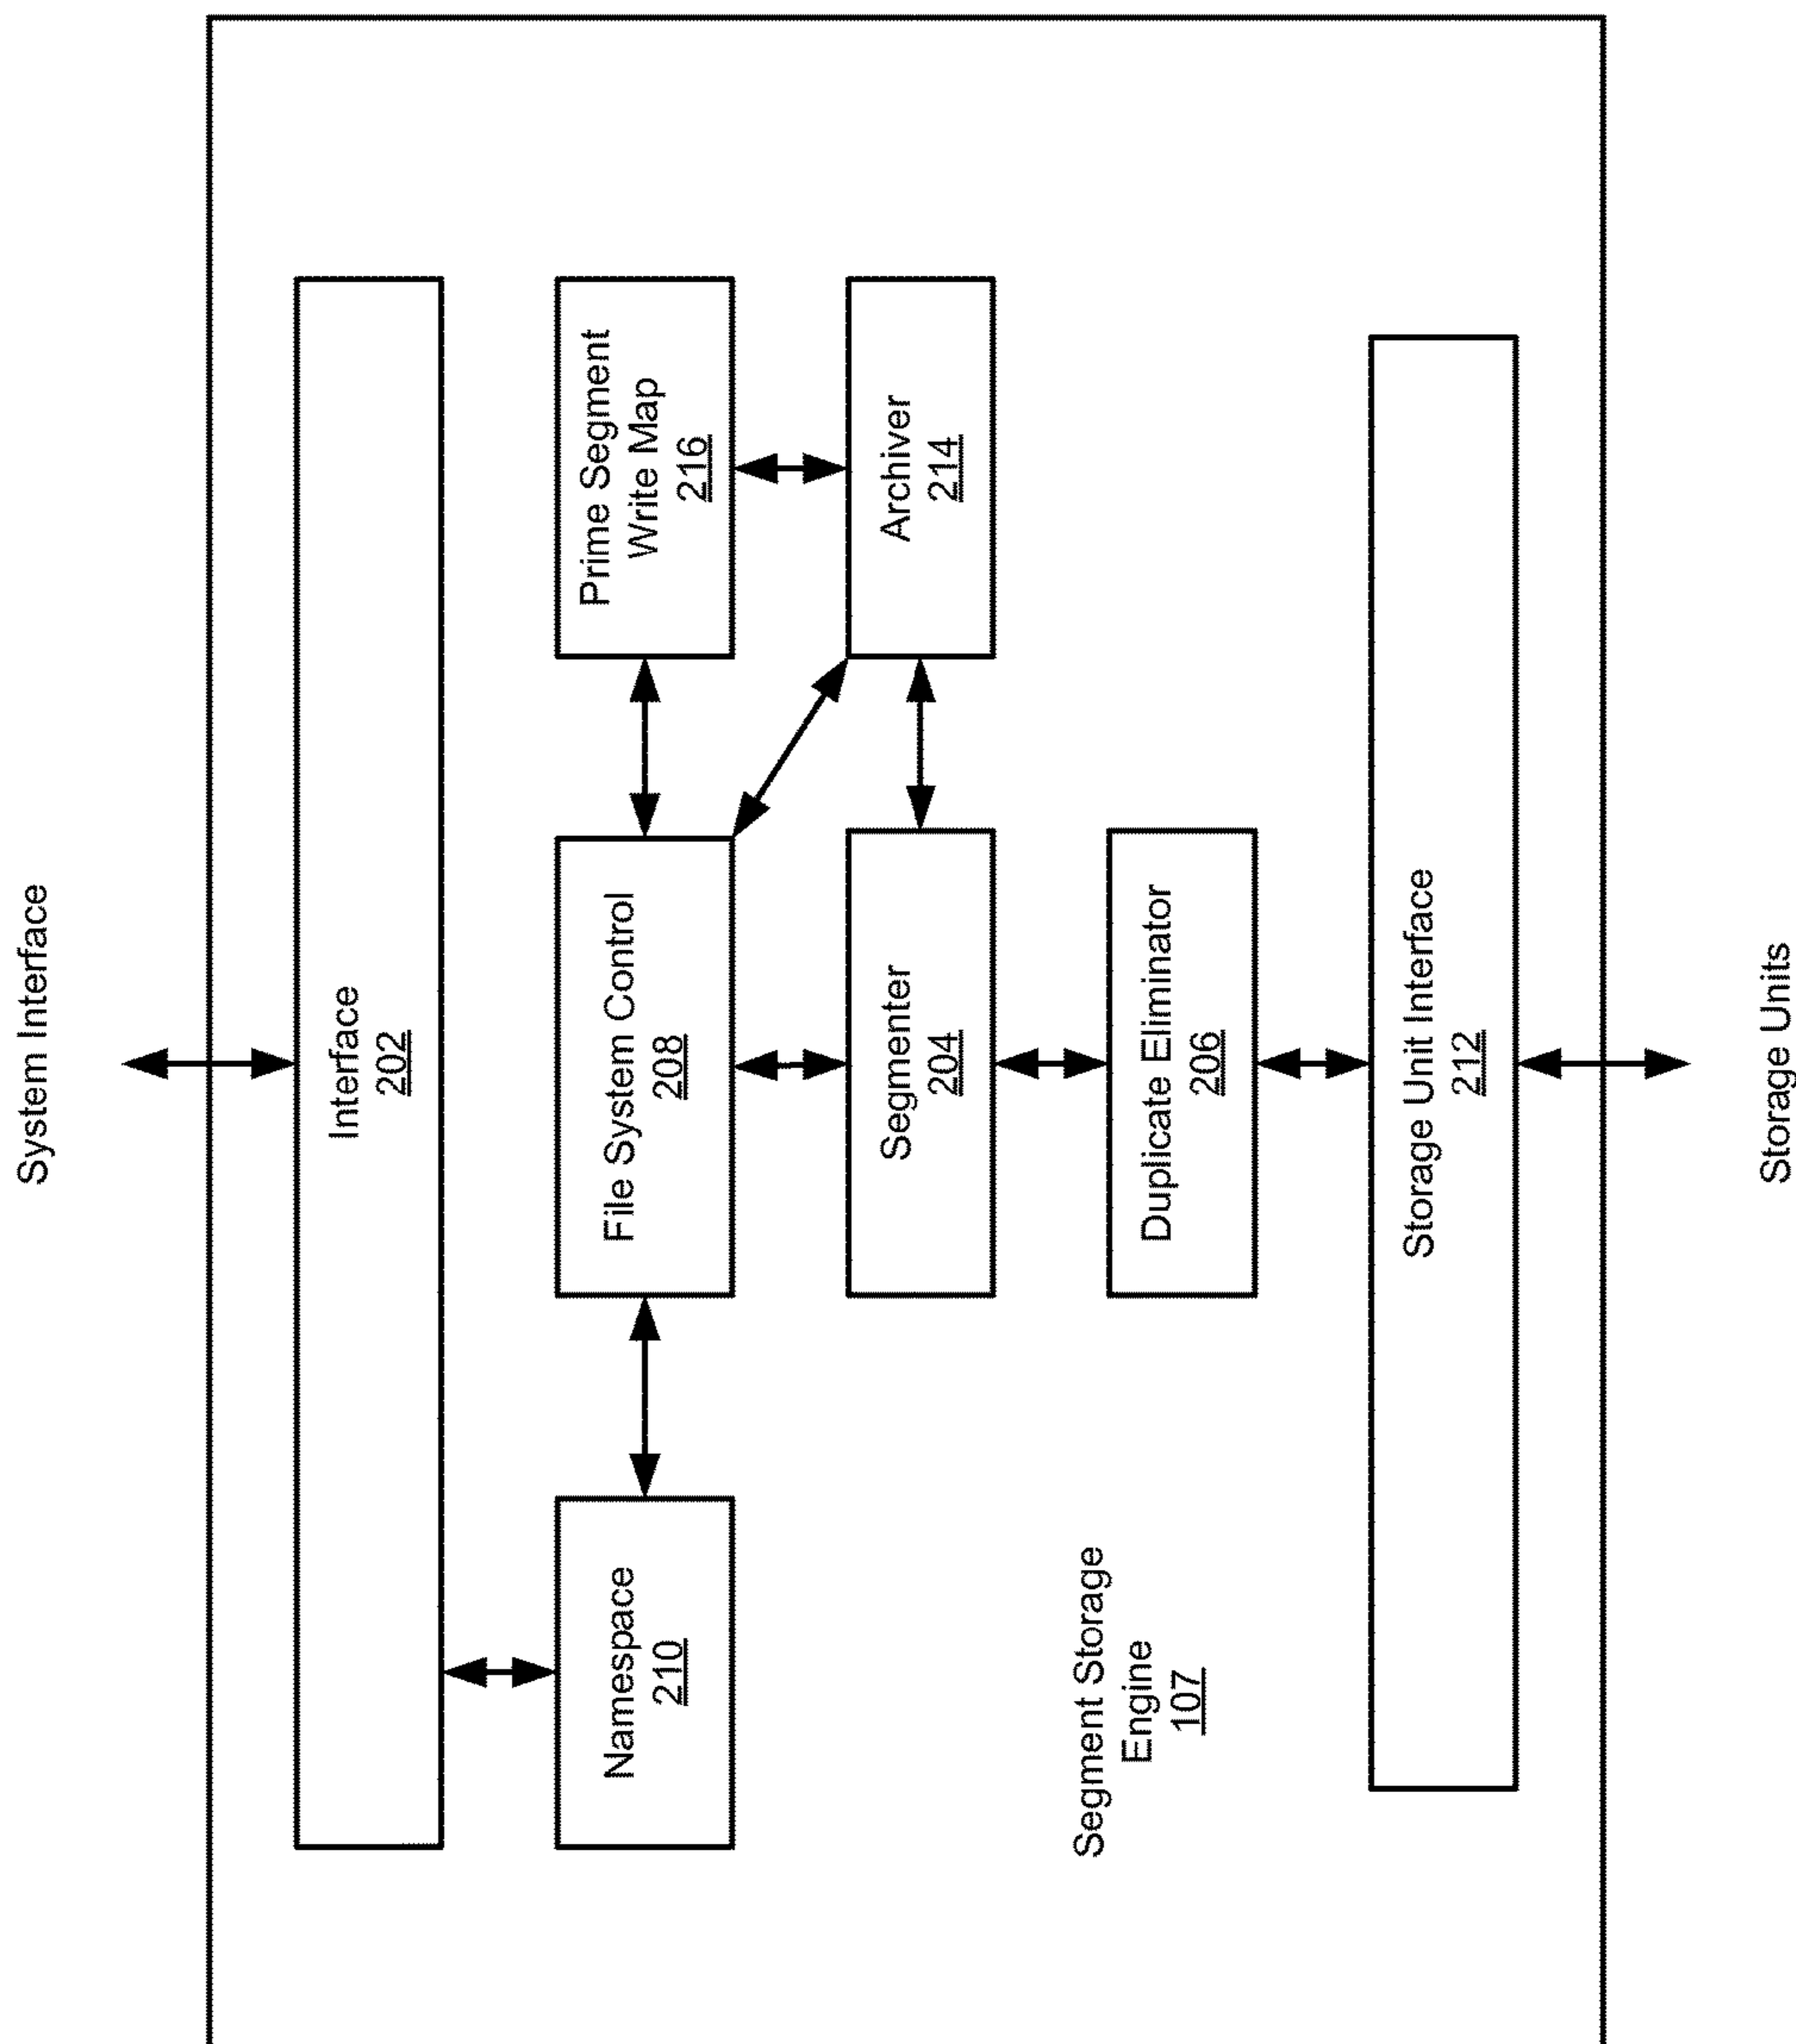 System Interface
Interface
202
Namespace
210
File System Control
208
Prime Segment
Write Map
216
Segmenter
204
Archiver
214
Duplicate Eliminator
206
Segment Storage
Engine
107
Storage Unit Interface
212
Storage Units